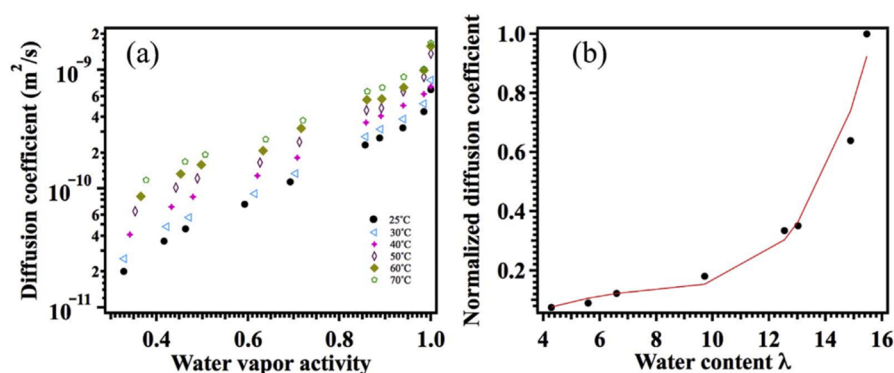 (a)
Diffusion coefficient (m²/s)
2
10⁻⁹
6
4
2
10⁻¹⁰
6
4
2
10⁻¹¹
0.4
0.6
0.8
1.0
Water vapor activity
25°C
30°C
40°C
50°C
60°C
70°C
(b)
Normalized diffusion coefficient
1.0
0.8
0.6
0.4
0.2
4
6
8
10
12
14
16
Water content λ